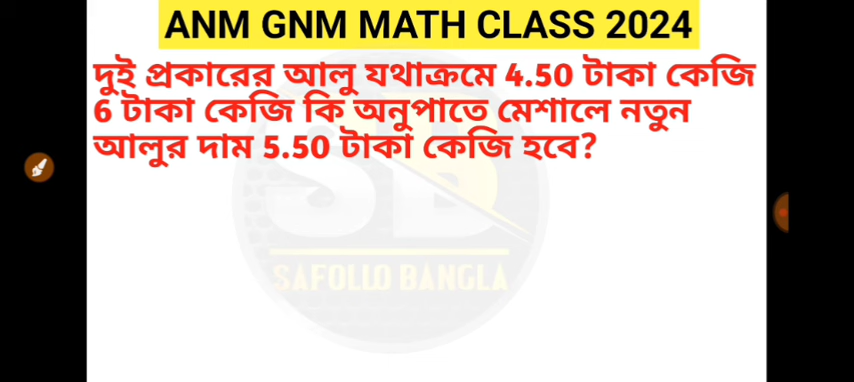 ANM GNM MATH CLASS 2024
দুই প্রকারের আলু যথাক্রমে 4.50 টাকা কেজি
6 টাকা কেজি কি অনুপাতে মেশালে নতুন
আলুর দাম 5.50 টাকা কেজি হবে?
SB
SAFOLLO BANGLA